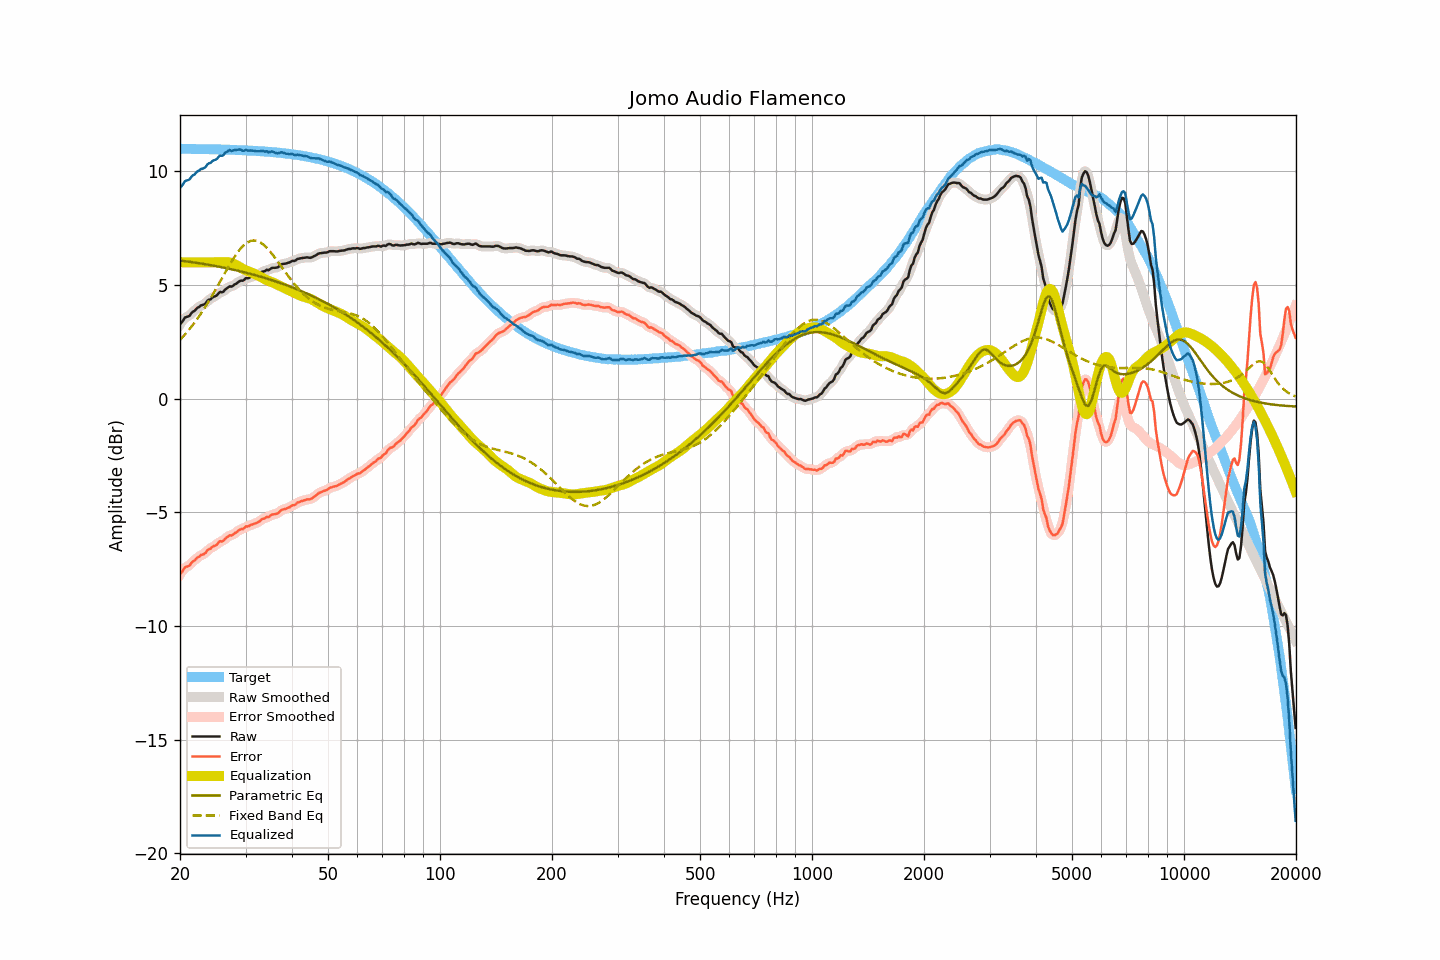 Jomo Audio Flamenco
Amplitude (dBr)
10
5
0
−5
−10
−15
−20
Target
Raw Smoothed
Error Smoothed
Raw
Error
Equalization
Parametric Eq
Fixed Band Eq
Equalized
20 50 100 200 500 1000 2000 5000 10000 20000
Frequency (Hz)